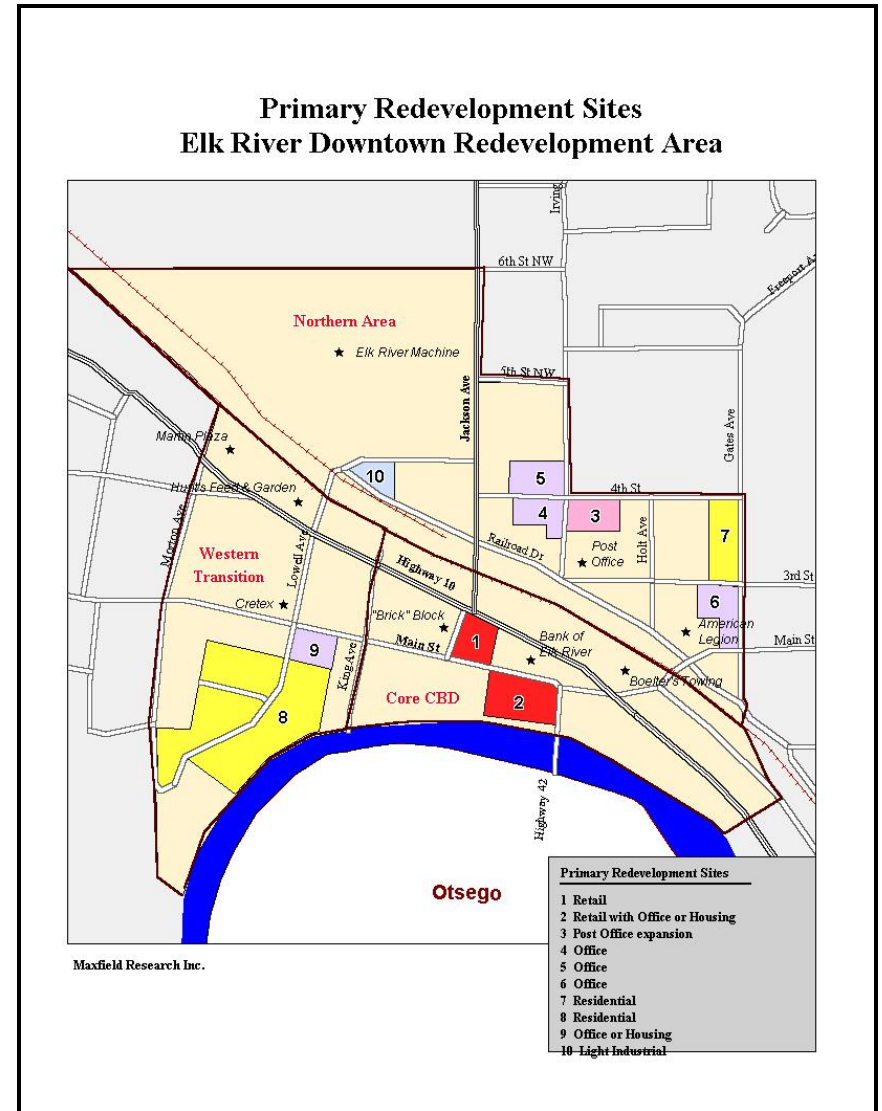 Primary Redevelopment Sites
Elk River Downtown Redevelopment Area
Irving
6th St NW
Freeport A
Northern Area
Elk River Machine
5th St NW
Jackson Ave
Gates Ave
Martin Plaza
10
5
4th St
Hunt's Feed & Garden
4
3
7
Morton Ave
Lowell Ave
Railroad Dr
Post
Office
Holt Ave
Western
Transition
Highway 10
3rd St
Cretex
"Brick" Block
6
American
Legion
Main St
1
Bank of
Elk River
Main St
9
King Ave
Boelter's Towing
Core CBD
2
8
Highway 42
Otsego
Primary Redevelopment Sites
1 Retail
2 Retail with Office or Housing
3 Post Office expansion
4 Office
5 Office
6 Office
7 Residential
8 Residential
9 Office or Housing
10 Light Industrial
Maxfield Research Inc.